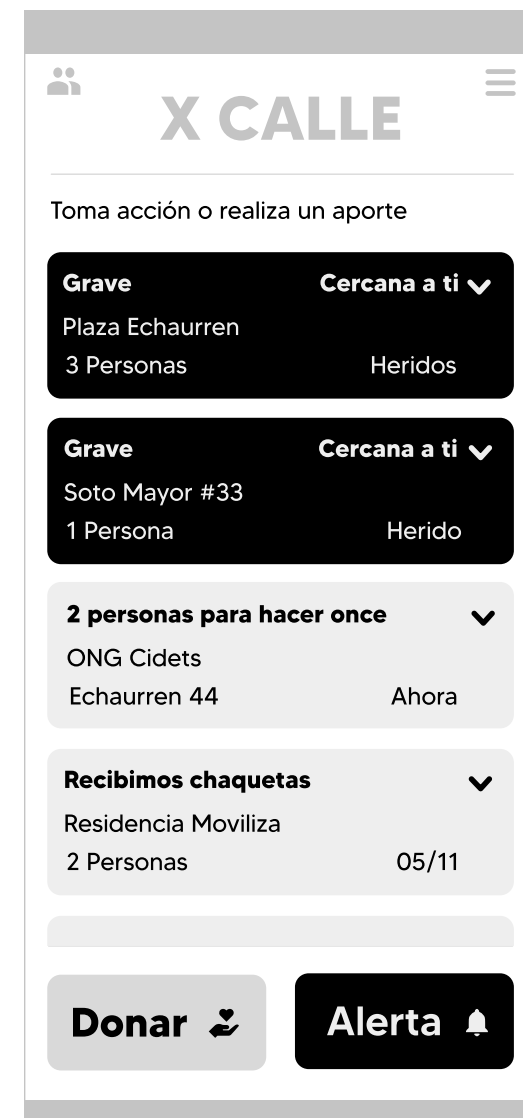 X CALLE
Toma acción o realiza un aporte
Grave Cercana a ti
Plaza Echaurren
3 Personas Heridos
Grave Cercana a ti
Soto Mayor #33
1 Persona Herido
2 personas para hacer once
ONG Cidets
Echaurren 44 Ahora
Recibimos chaquetas
Residencia Moviliza
2 Personas 05/11
Donar Alerta